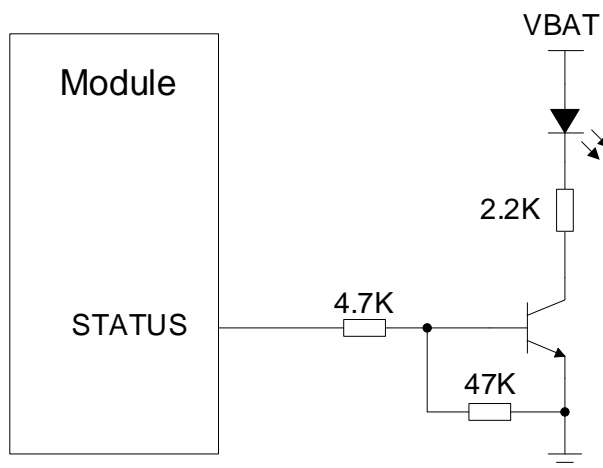 VBAT
Module
2.2K
4.7K
STATUS
47K